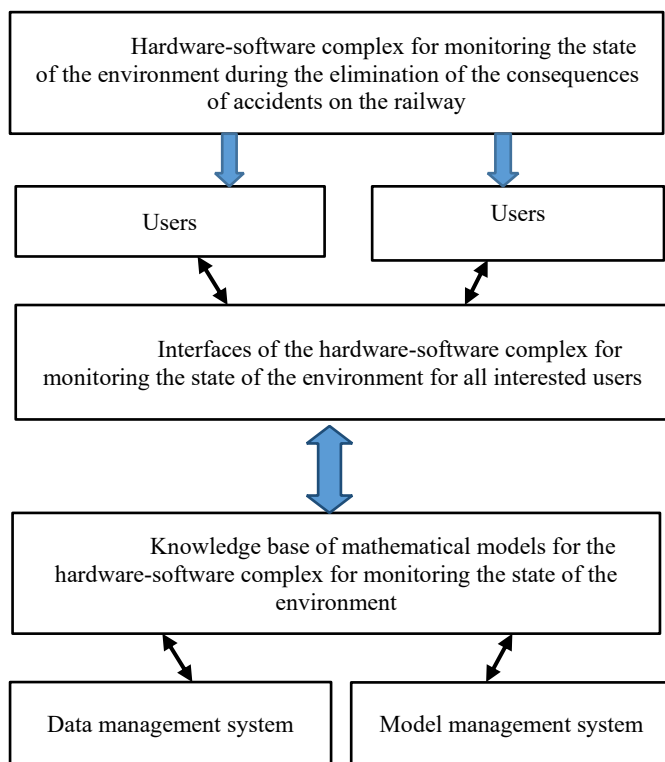 Hardware-software complex for monitoring the state
of the environment during the elimination of the consequences
of accidents on the railway
Users
Users
Interfaces of the hardware-software complex for
monitoring the state of the environment for all interested users
Knowledge base of mathematical models for the
hardware-software complex for monitoring the state of the
environment
Data management system
Model management system